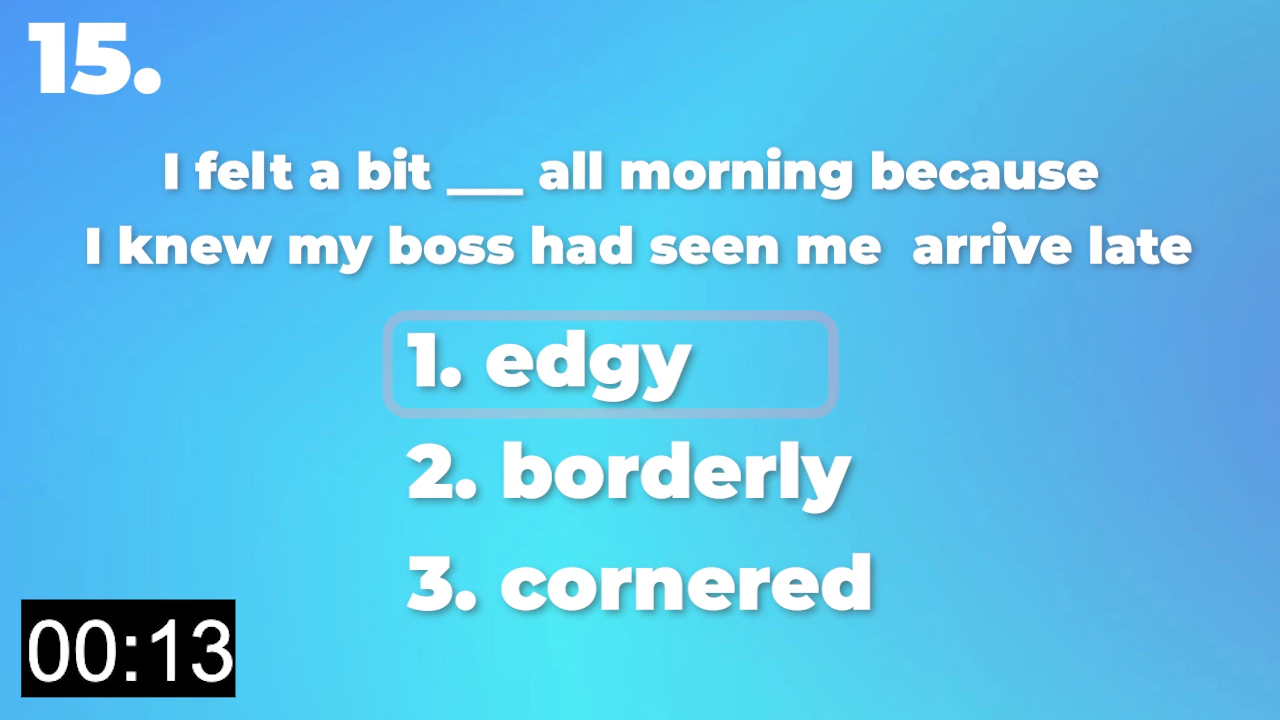 15.
I felt a bit ___ all morning because
I knew my boss had seen me  arrive late
1. edgy
2. borderly
3. cornered
00:13